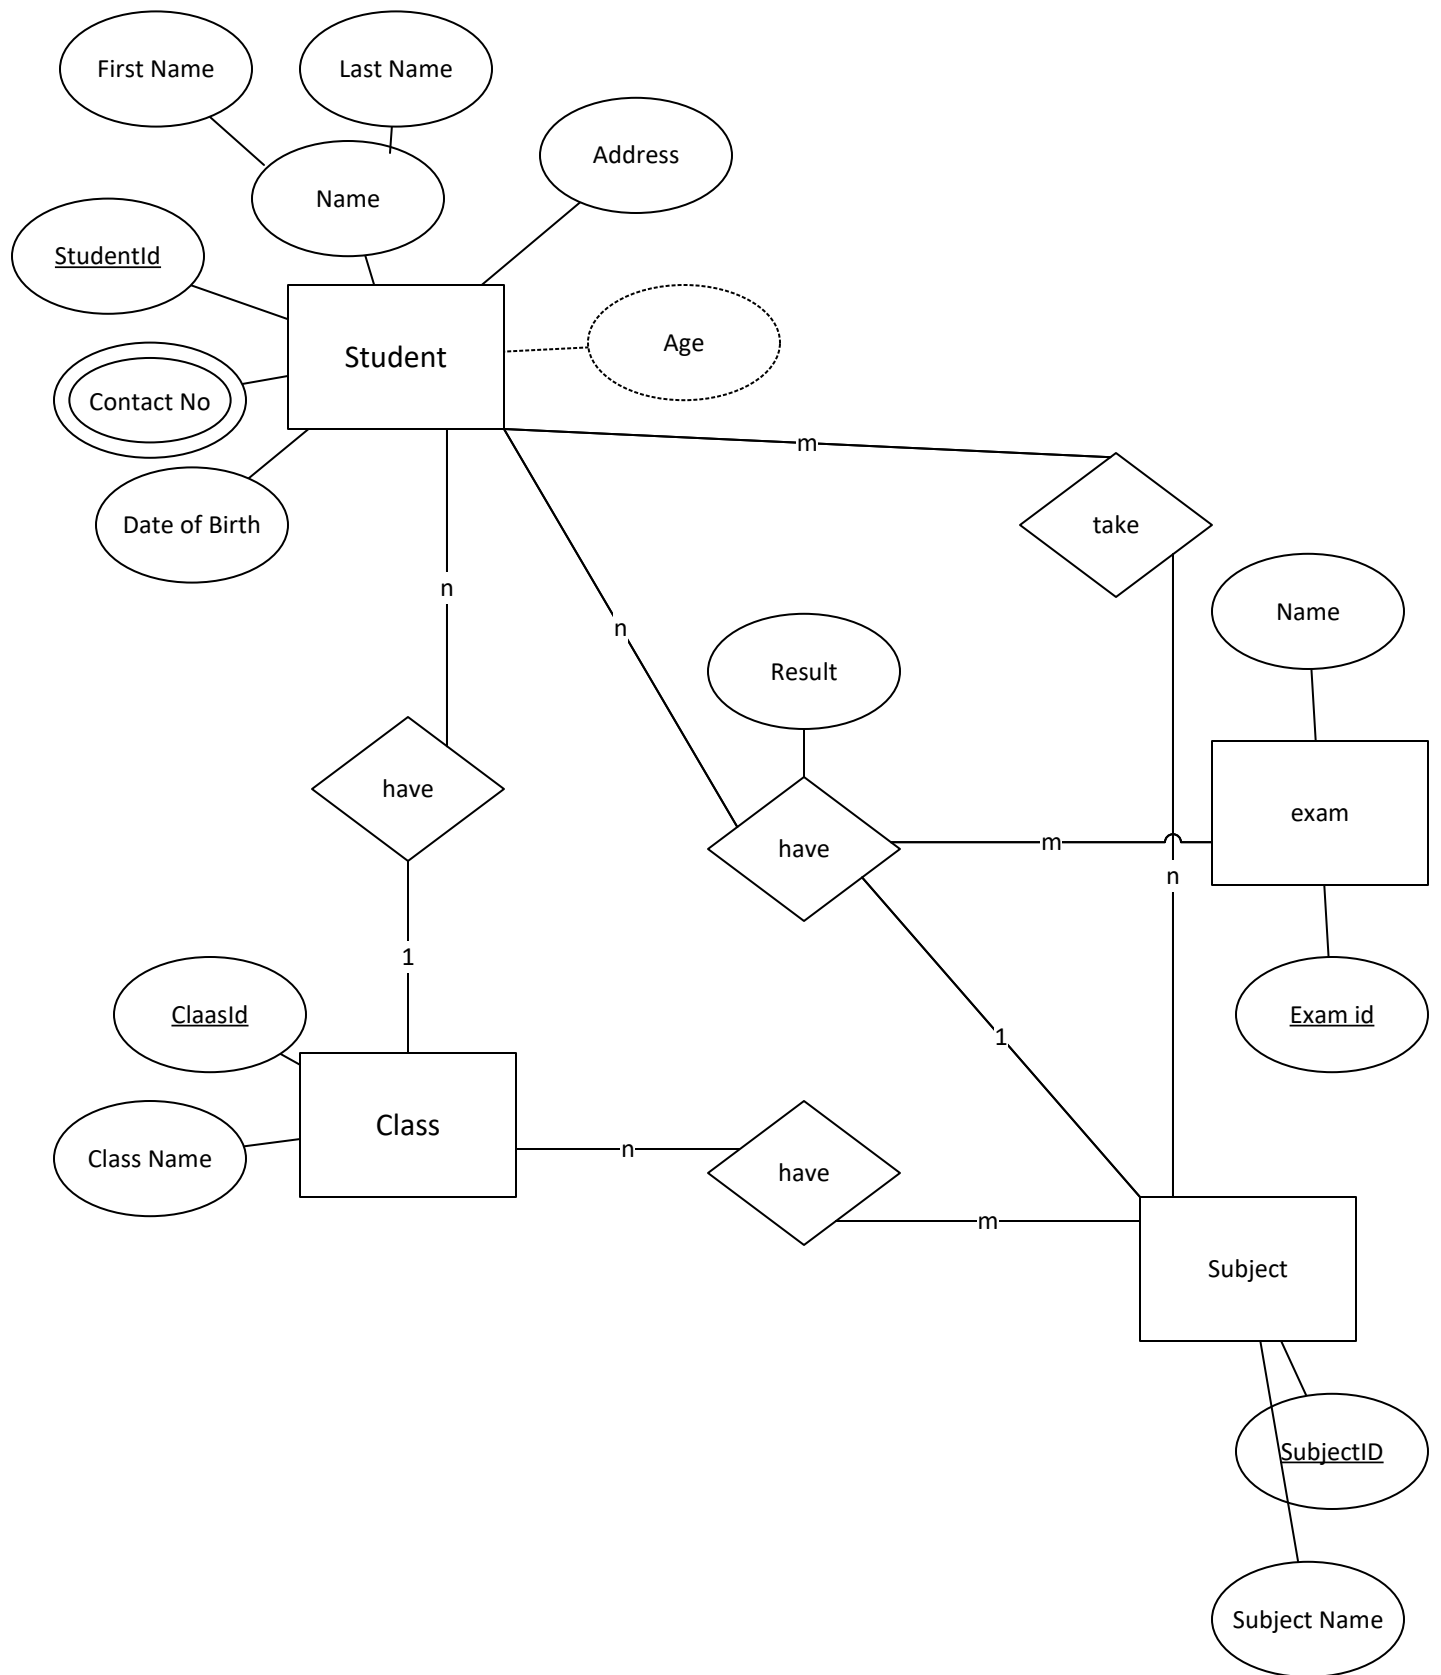 First Name
Last Name
Address
Name
StudentId
Age
Student
Contact No
m
Date of Birth
take
n
Name
n
Result
have
exam
have
m
n
1
ClaasId
Exam id
1
Class
Class Name
n
have
m
Subject
SubjectID
Subject Name